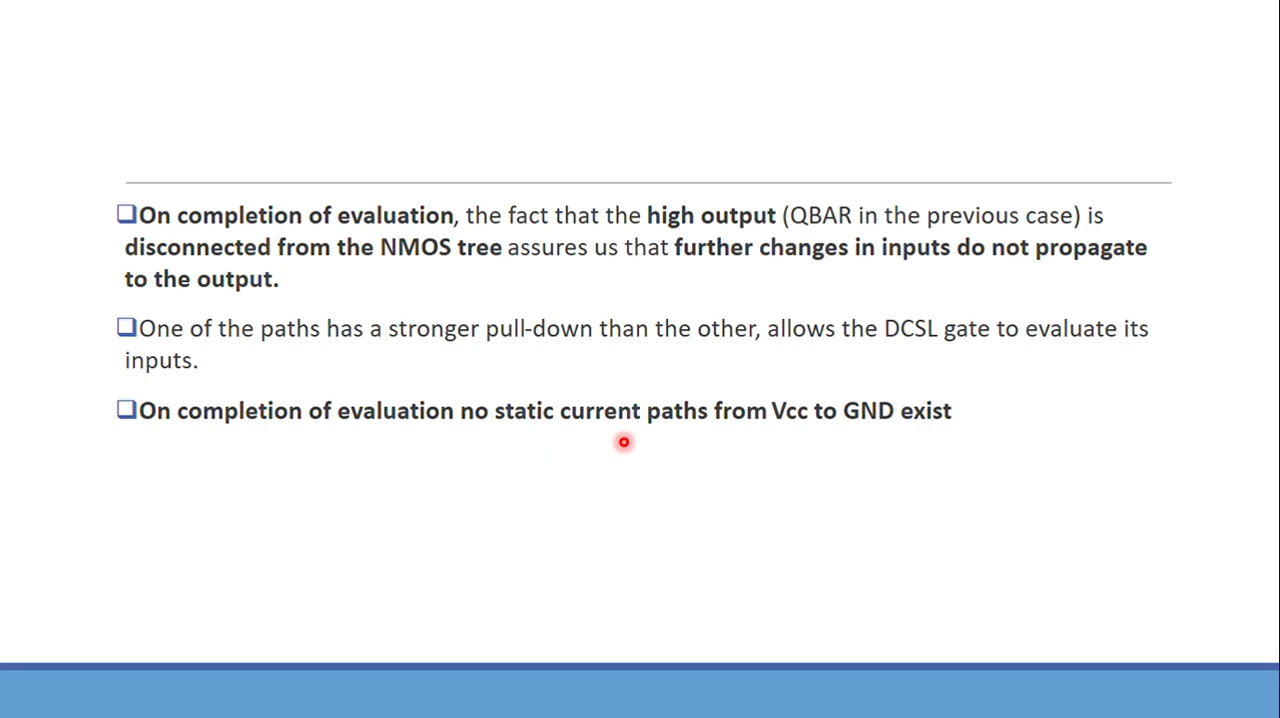 ❑On completion of evaluation, the fact that the high output (QBAR in the previous case) is
disconnected from the NMOS tree assures us that further changes in inputs do not propagate
to the output.
❑One of the paths has a stronger pull-down than the other, allows the DCSL gate to evaluate its
inputs.
❑On completion of evaluation no static current paths from Vcc to GND exist